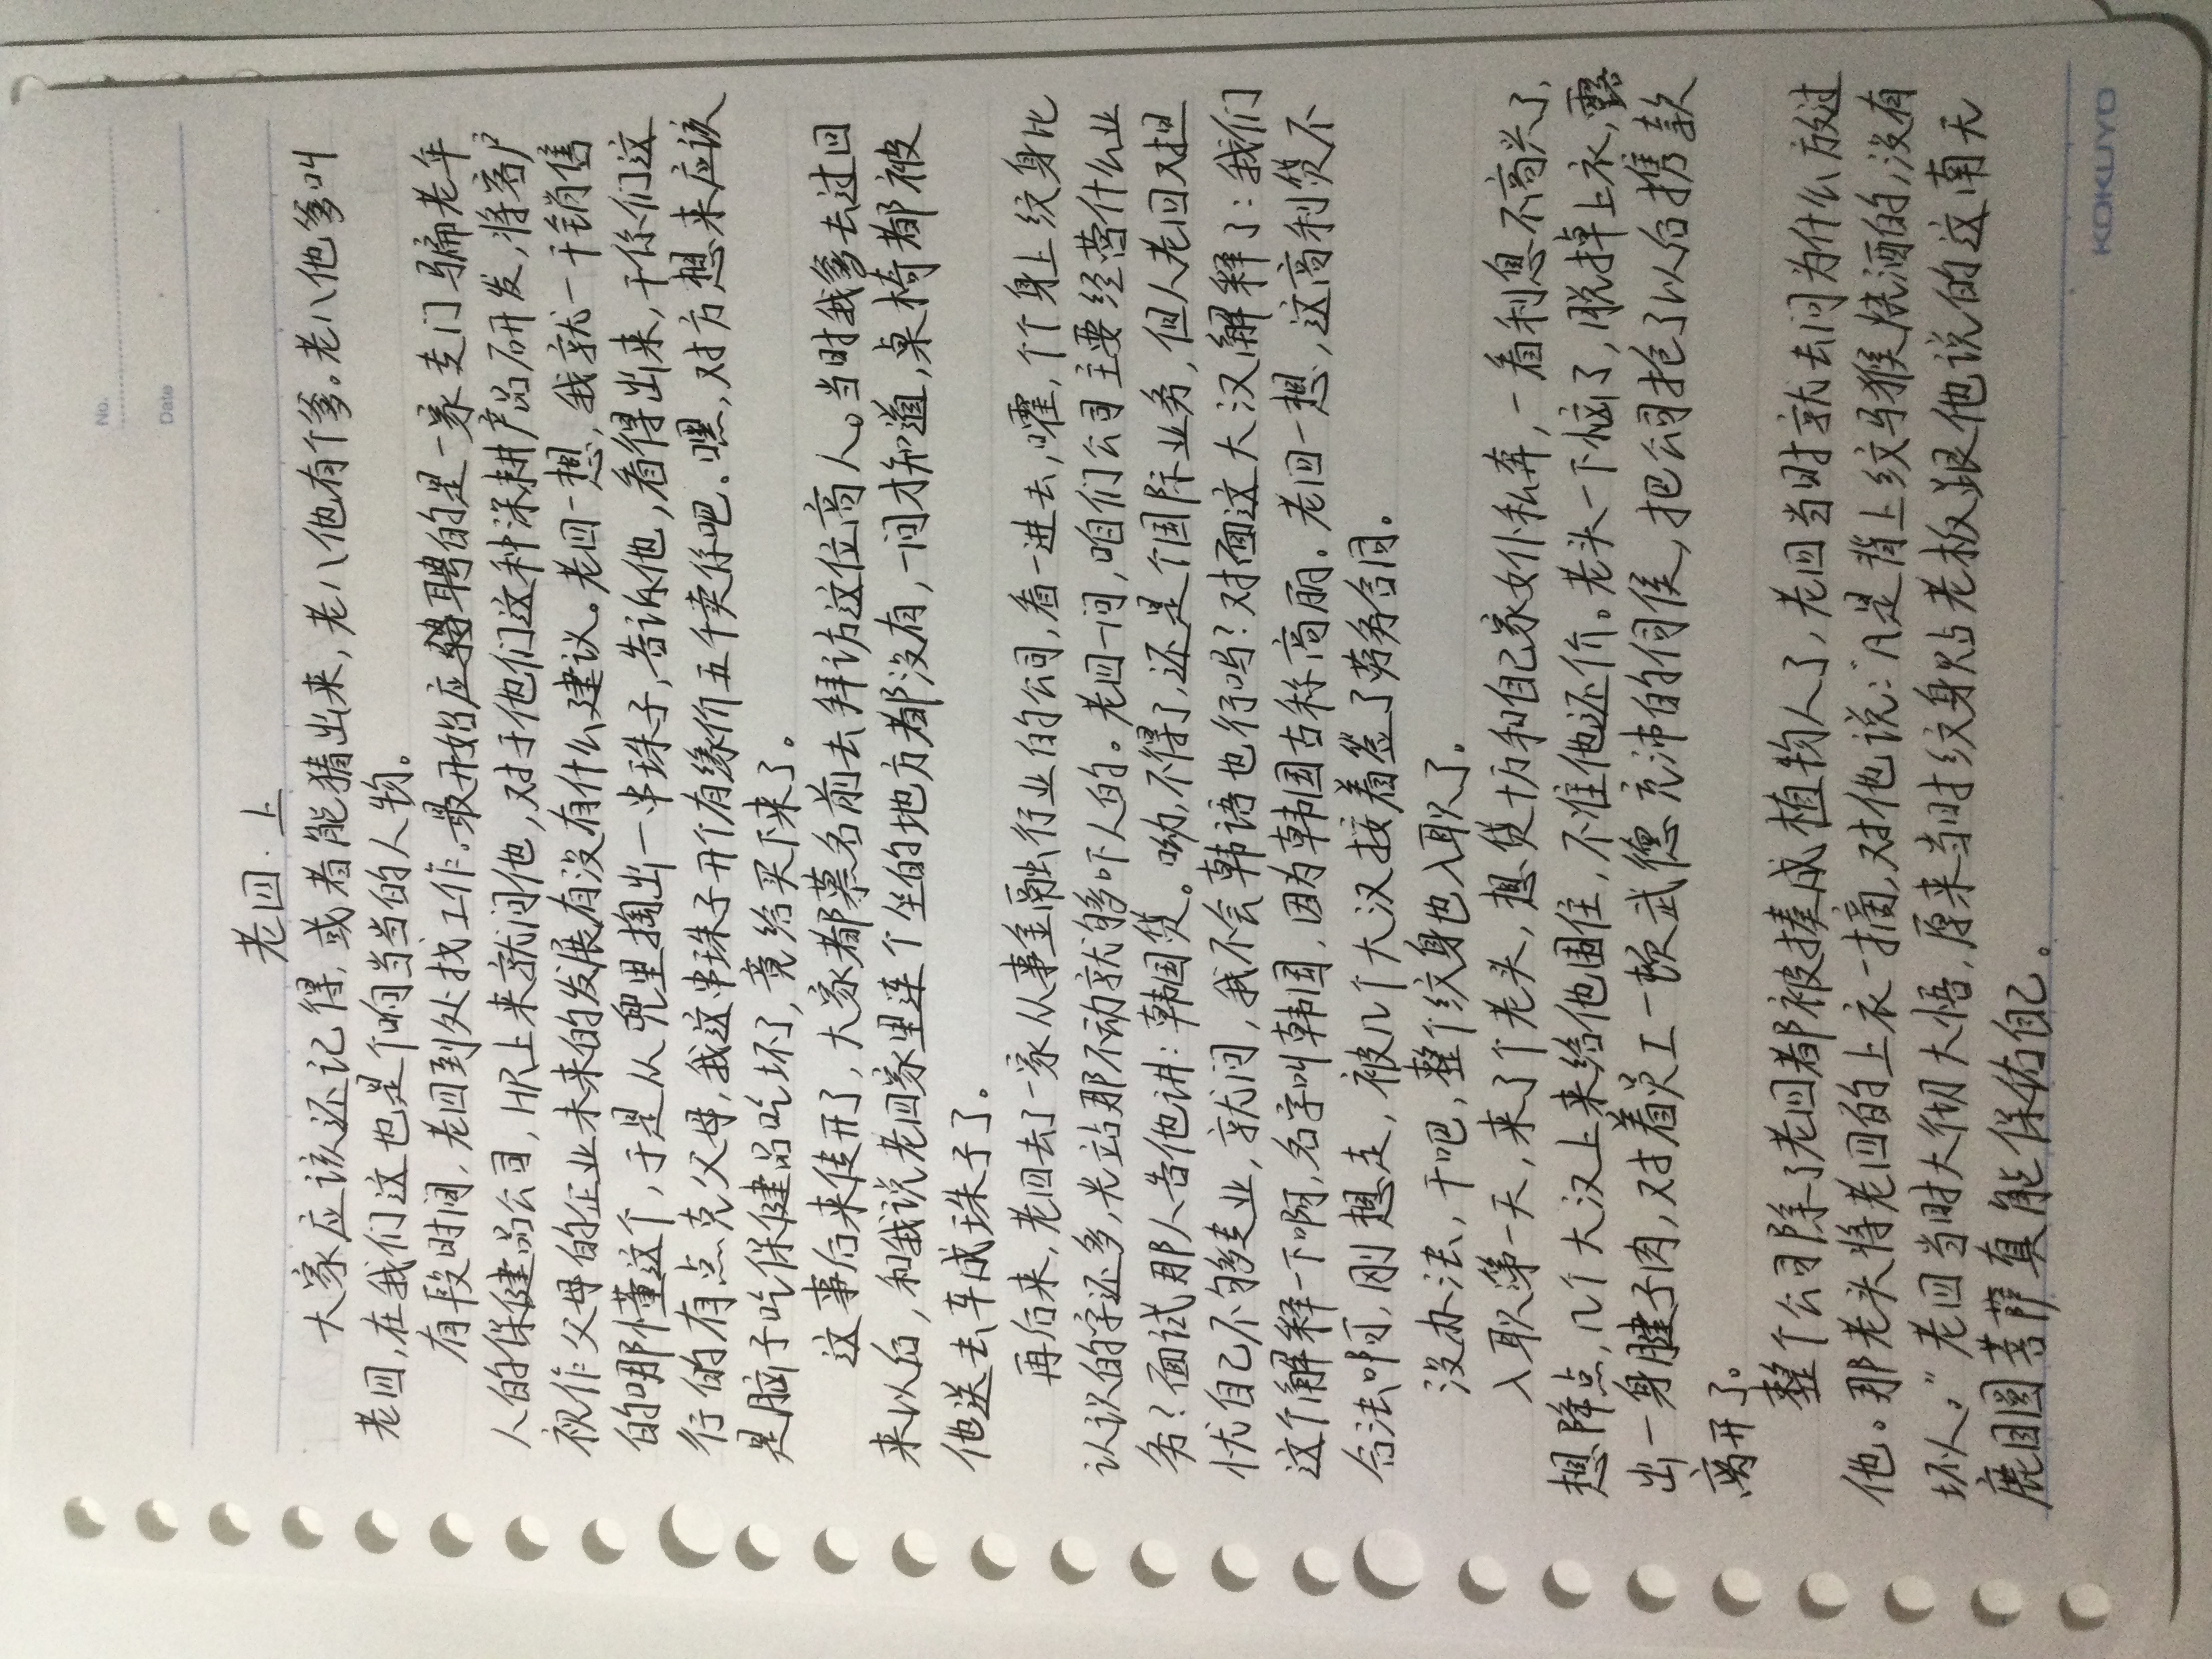 No.
Date
老四·上
大家应该还记得,或者能猜出来,老八他有个爹。老八他爹叫
老四,在我们这也是个响当当的人物。
有段时间,老四到处找工作。最开始应聘的是一家专门骗老年
人的保健品公司,HR上来就问他,对于他们这种深耕产品研发,将客户
视作父母的企业未来的发展有没有什么建议。老四一想,我就一干销售
的哪懂这个,于是从兜里掏出一串珠子,告诉他,看得出来,干你们这
行的有点克父母,我这串珠子开个有缘价五千卖你吧。嘿,对方想来应该
是脑子吃保健品吃坏了,竟给买下来了。
这事后来传开了,大家都慕名前去拜访这位高人。当时我爹去过回
来以后,和我说老四家里连个坐的地方都没有,一问才知道,桌椅都被
他送去车成珠子了。
再后来,老四去了一家从事金融行业的公司,看一进去,嚯,个个身上纹身比
认识的字还多,光站那不动就够吓人的。老四一问,咱们公司主要经营什么业
务?面试那人告他讲:韩国贷。呦,不得了,还是个国际业务,但人老四又担
忧自己不够专业,就问,我不会韩语也行吗?对面这大汉解释了:我们
这个解释一下啊,名字叫韩国,因为韩国古称高丽。老四一想,这高利贷不
合法啊,刚想走,被几个大汉按着签了劳务合同。
没办法,干吧,整个纹身也入职了。
入职第一天,来了个老头,想贷十万和自己家女仆私奔,一看利息不高兴了,
想降点,几个大汉上来给他围住,不准他还价。老头一下恼了,脱掉上衣,露
出一身腱子肉,对着员工一顿武德充沛的伺候,把公司抢了以后携款
离开了。
整个公司除了老四都被揍成植物人了,老四当时就去问为什么放过
他。那老头将老四的上衣一摘,对他说:"凡是背上纹马猴烧酒的,没有
坏人。"老四当时大彻大悟,原来当时纹身贴老板跟他说的这南无
鹿目圆菩萨真能保佑自己。
KOKUYO